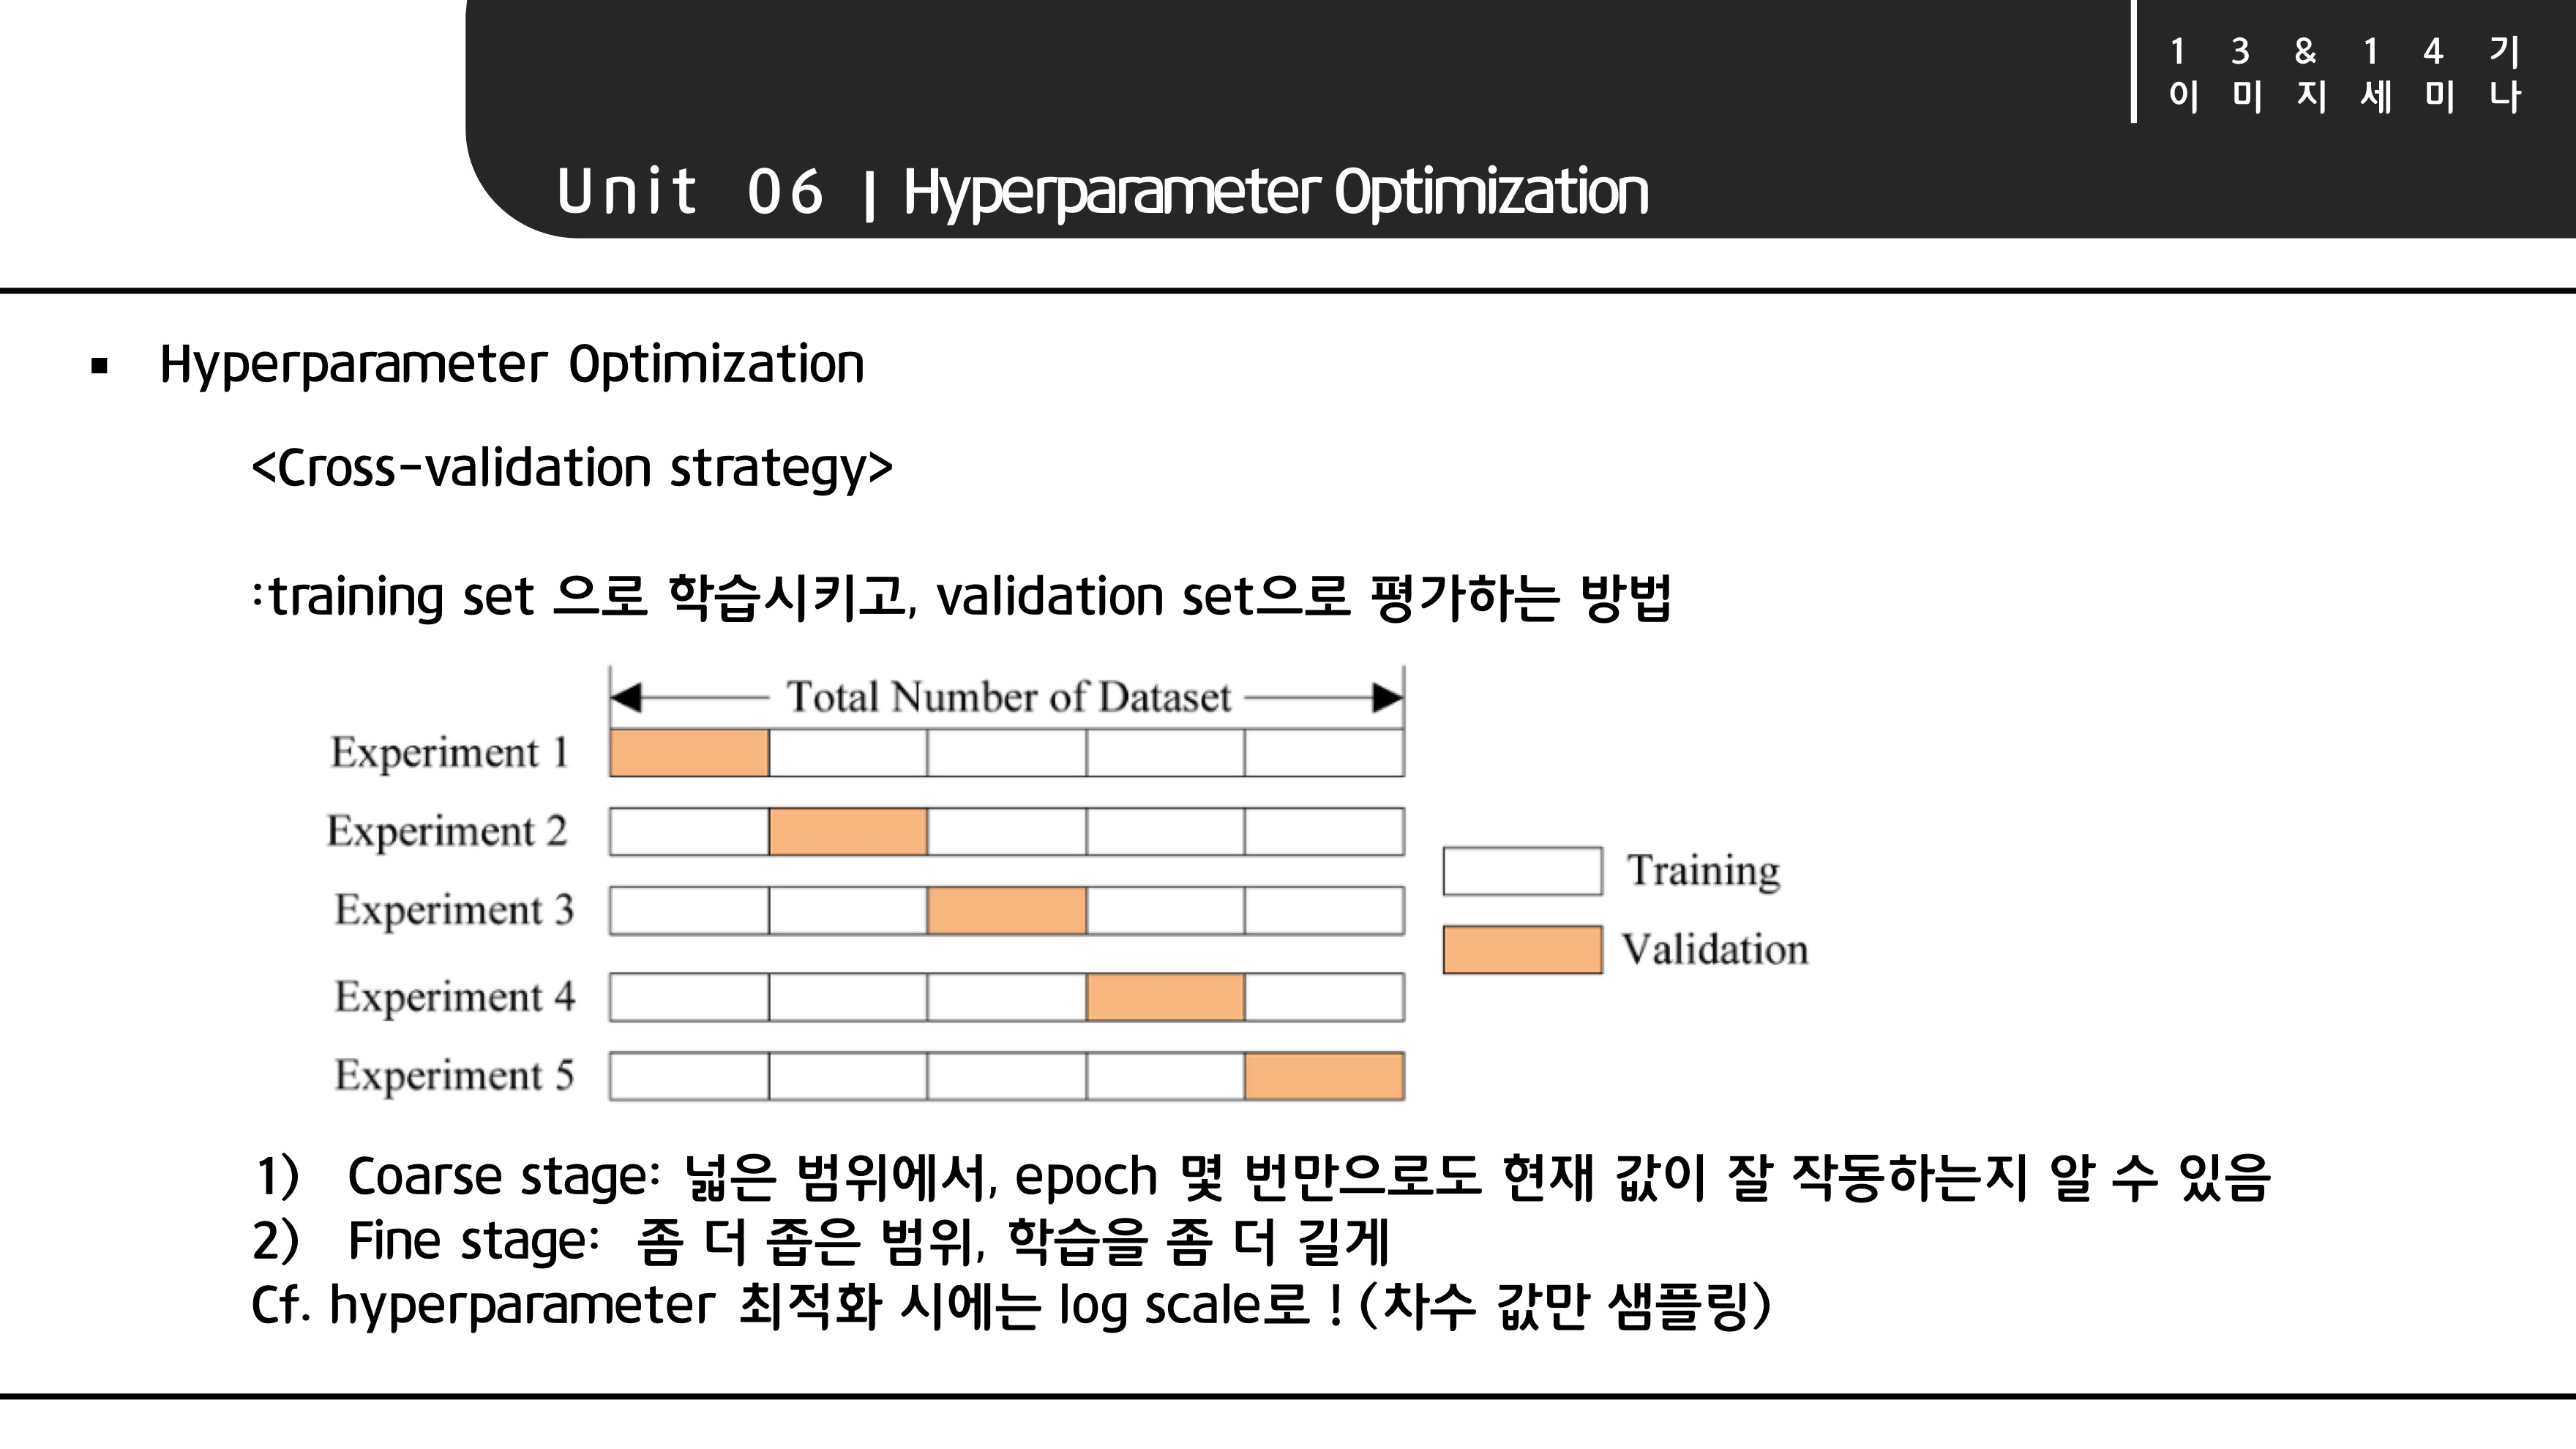 13&14기
이미지세미나
Unit 06 | Hyperparameter Optimization
▪ Hyperparameter Optimization
<Cross-validation strategy>
:training set 으로 학습시키고, validation set으로 평가하는 방법
Total Number of Dataset
Experiment 1
Experiment 2
Experiment 3
Experiment 4
Experiment 5
Training
Validation
1) Coarse stage: 넓은 범위에서, epoch 몇 번만으로도 현재 값이 잘 작동하는지 알 수 있음
2) Fine stage: 좀 더 좁은 범위, 학습을 좀 더 길게
Cf. hyperparameter 최적화 시에는 log scale로 ! (차수 값만 샘플링)